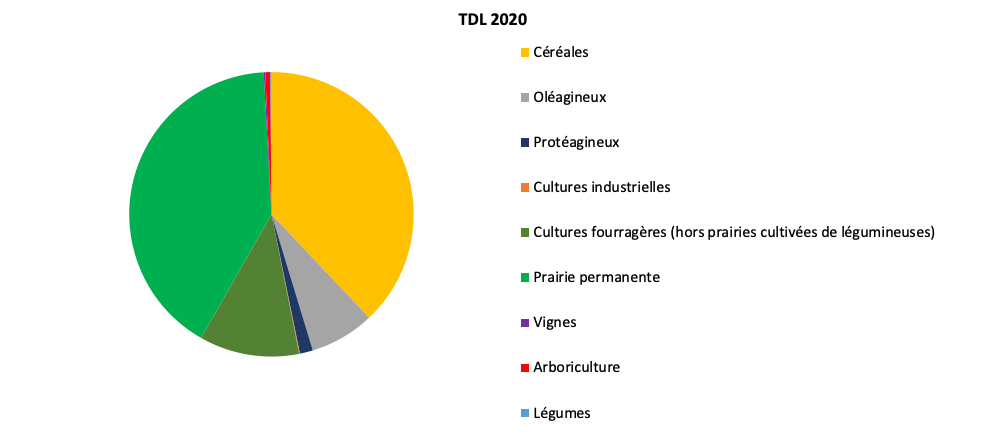 TDL 2020
Céréales
Oléagineux
Protéagineux
Cultures industrielles
Cultures fourragères (hors prairies cultivées de légumineuses)
Prairie permanente
Vignes
Arboriculture
Légumes